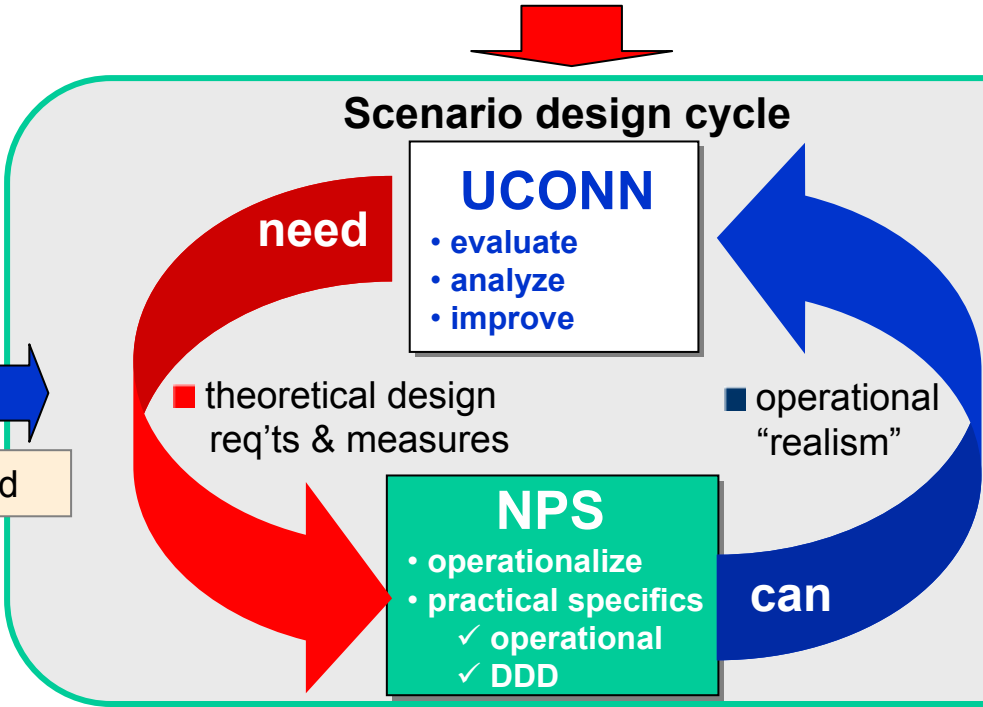 Scenario design cycle
UCONN
need
• evaluate
• analyze
• improve
theoretical design
req’ts & measures
operational
“realism”
d
NPS
• operationalize
• practical specifics
✓ operational
✓ DDD
can